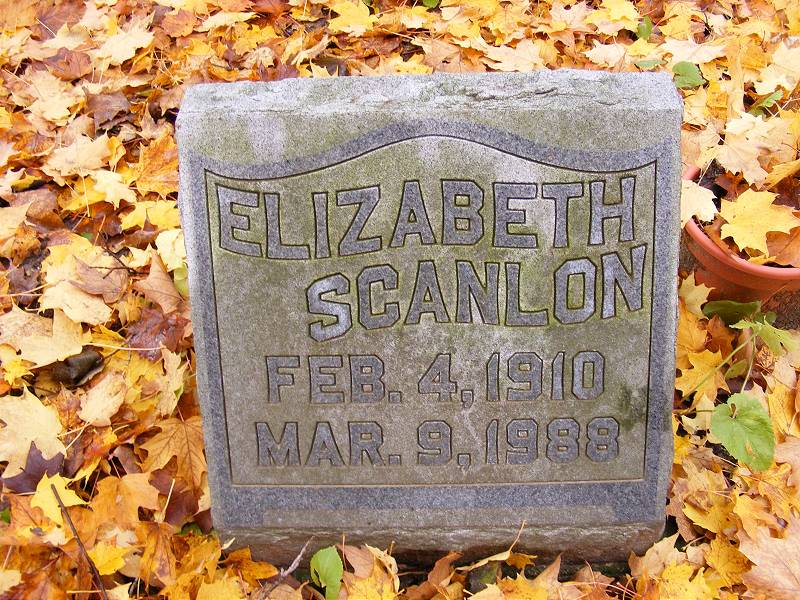 ELIZABETH
SCANLON
FEB. 4, 1910
MAR. 9, 1988